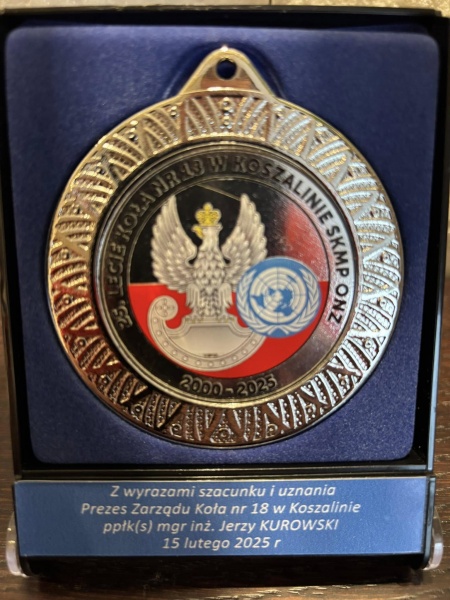 25. LECIE KOŁA NR 18 W KOSZALINIE SKMP ONZ
2000-2025
Z wyrazami szacunku i uznania
Prezes Zarządu Koła nr 18 w Koszalinie
ppłk(s) mgr inż. Jerzy KUROWSKI
15 lutego 2025 r